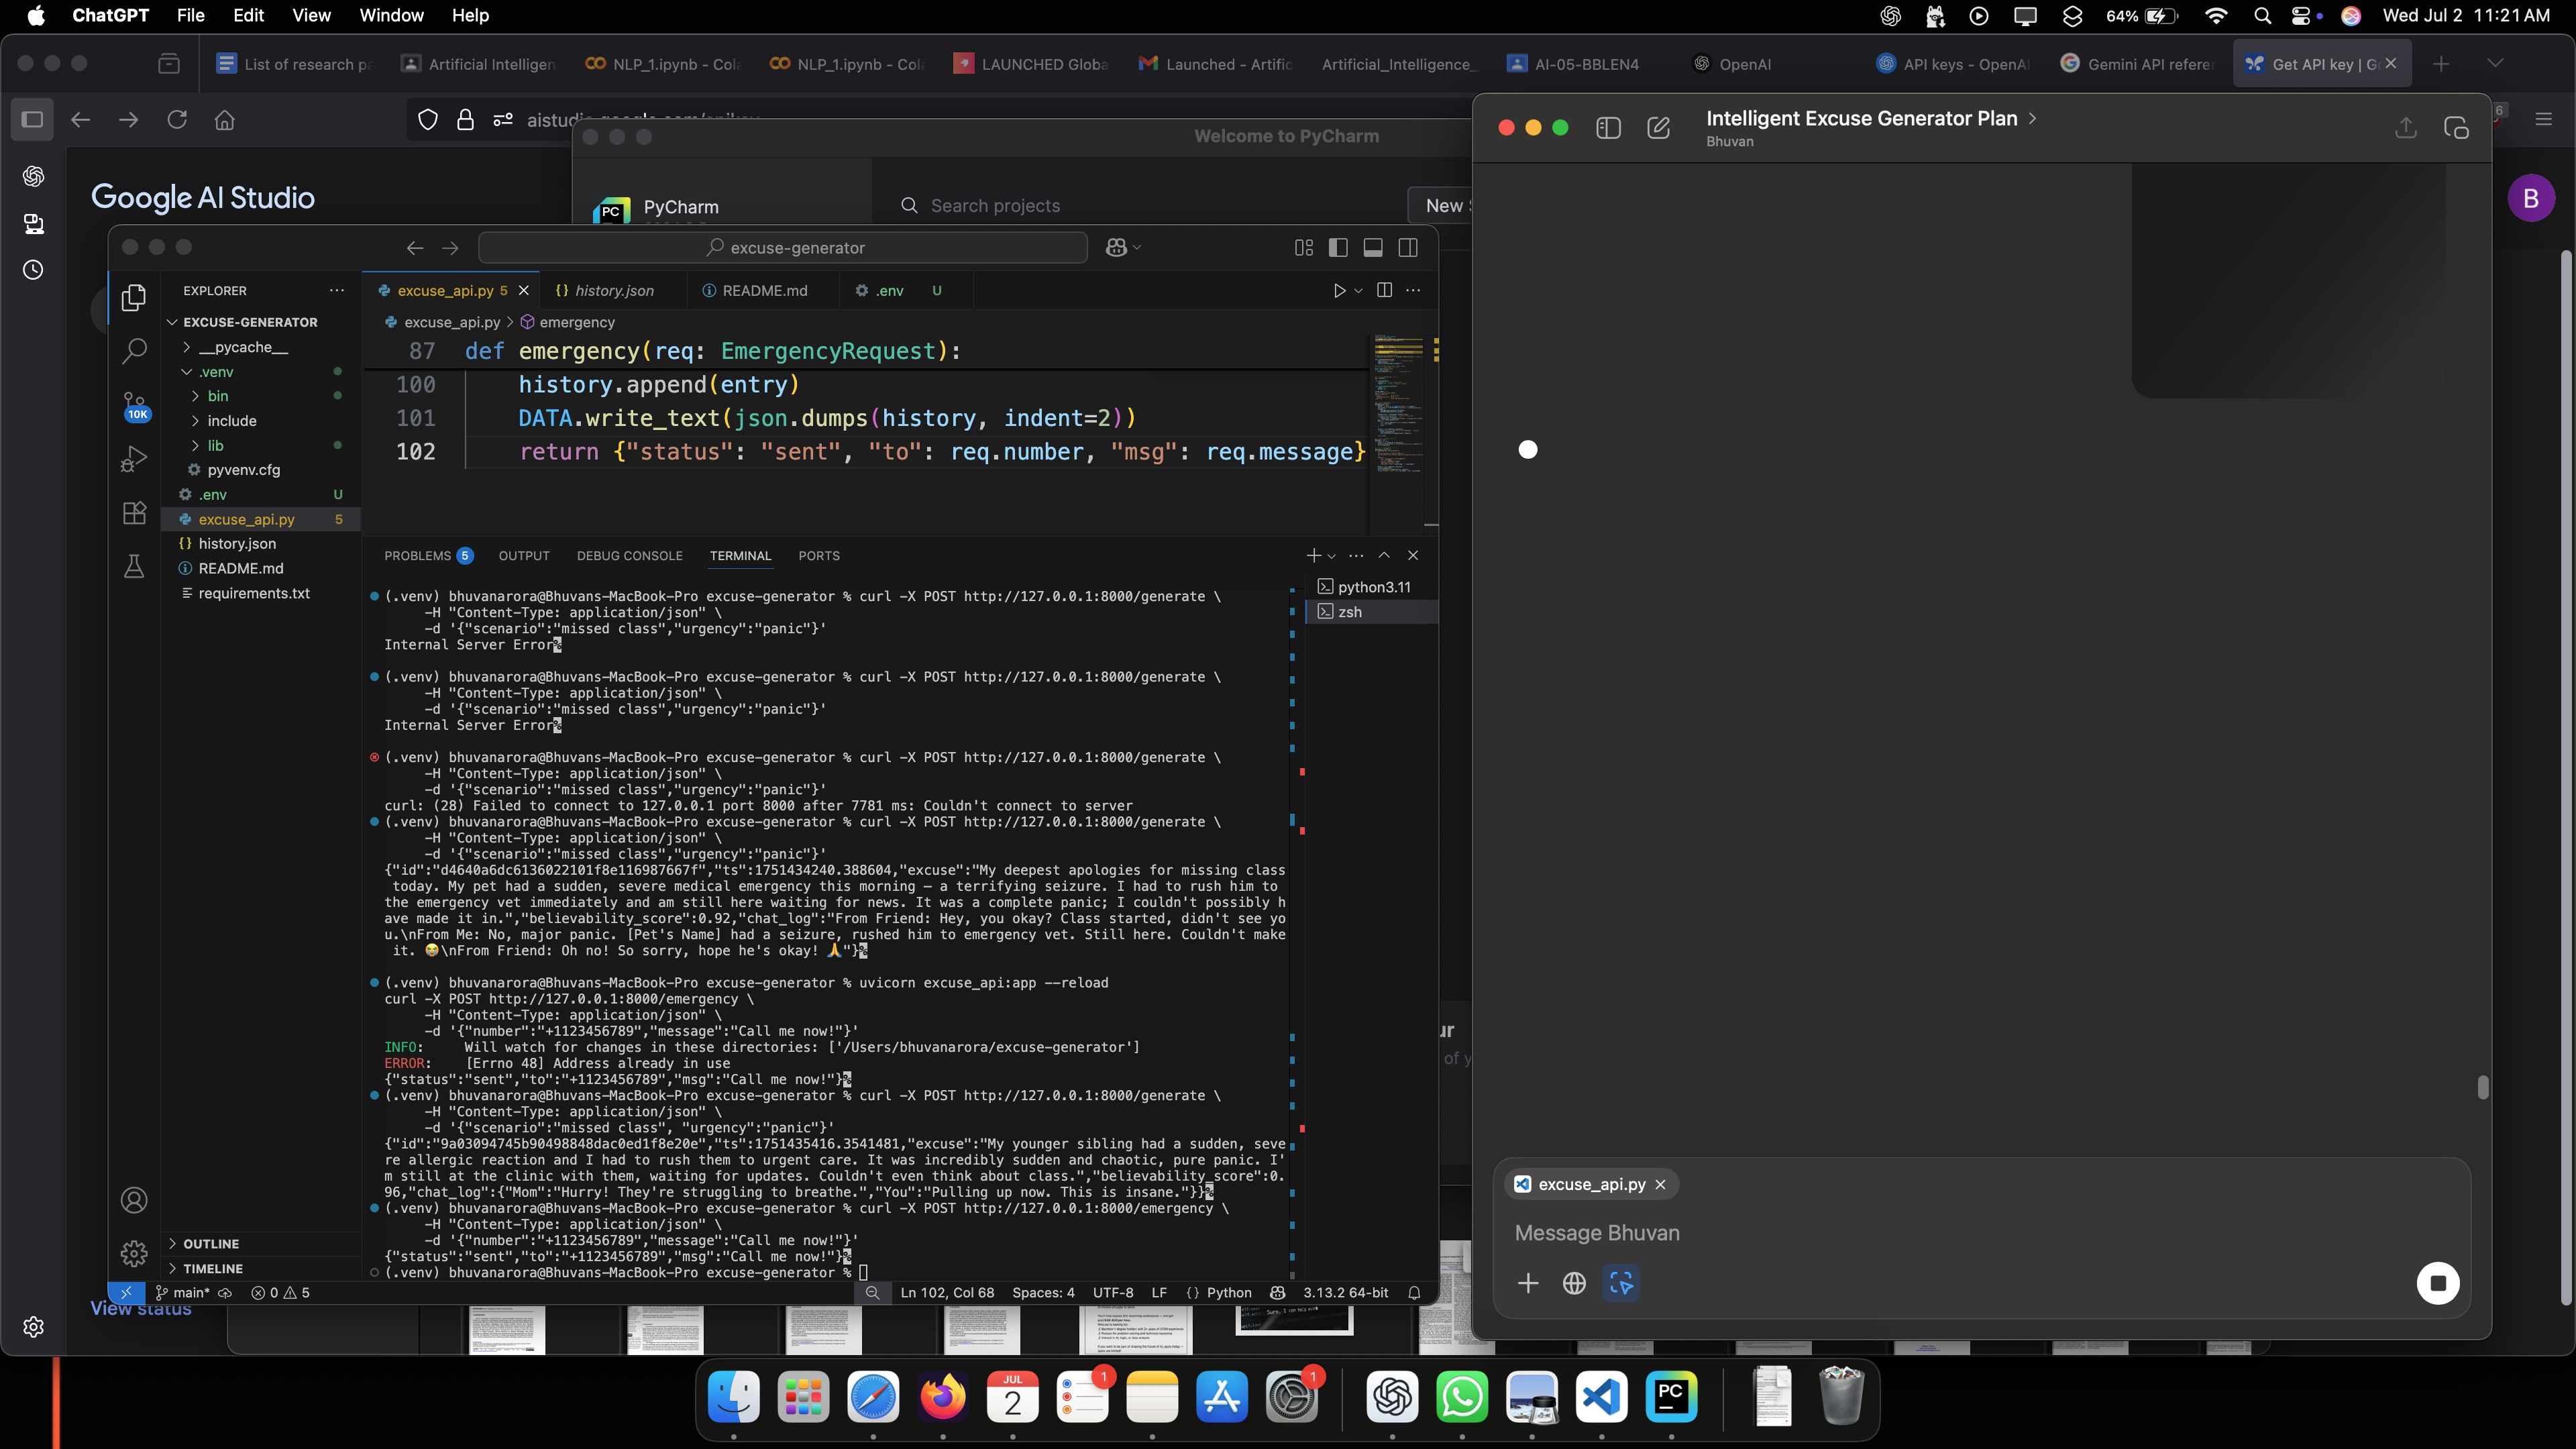 ChatGPT File Edit View Window Help
64%
Wed Jul 2 11:21 AM
List of research pa
Artificial Intelligen
NLP_1.ipynb - Cola
NLP_1.ipynb - Cola
LAUNCHED Globa
Launched - Artific
Artificial_Intelligence_
AI-05-BBLEN4
OpenAI
API keys - OpenAI
Gemini API referen
Get API key | G
Google AI Studio
Welcome to PyCharm
PC
PyCharm
Search projects
New
Intelligent Excuse Generator Plan >
Bhuvan
6
B
excuse-generator
EXPLORER
EXCUSE-GENERATOR
__pycache__
.venv
bin
include
lib
pyvenv.cfg
.env U
excuse_api.py 5
history.json
README.md
requirements.txt
10K
OUTLINE
TIMELINE
excuse_api.py 5
{} history.json
README.md
.env U
excuse_api.py > emergency
87 def emergency(req: EmergencyRequest):
100 history.append(entry)
101 DATA.write_text(json.dumps(history, indent=2))
102 return {"status": "sent", "to": req.number, "msg": req.message}
PROBLEMS 5 OUTPUT DEBUG CONSOLE TERMINAL PORTS
python3.11
zsh
(.venv) bhuvanarora@Bhuvans-MacBook-Pro excuse-generator % curl -X POST http://127.0.0.1:8000/generate \
-H "Content-Type: application/json" \
-d '{"scenario":"missed class","urgency":"panic"}'
Internal Server Error%
(.venv) bhuvanarora@Bhuvans-MacBook-Pro excuse-generator % curl -X POST http://127.0.0.1:8000/generate \
-H "Content-Type: application/json" \
-d '{"scenario":"missed class","urgency":"panic"}'
Internal Server Error%
(.venv) bhuvanarora@Bhuvans-MacBook-Pro excuse-generator % curl -X POST http://127.0.0.1:8000/generate \
-H "Content-Type: application/json" \
-d '{"scenario":"missed class","urgency":"panic"}'
curl: (28) Failed to connect to 127.0.0.1 port 8000 after 7781 ms: Couldn't connect to server
(.venv) bhuvanarora@Bhuvans-MacBook-Pro excuse-generator % curl -X POST http://127.0.0.1:8000/generate \
-H "Content-Type: application/json" \
-d '{"scenario":"missed class","urgency":"panic"}'
{"id":"d4640a6dc6136022101f8e116987667f","ts":1751434240.388604,"excuse":"My deepest apologies for missing class
today. My pet had a sudden, severe medical emergency this morning – a terrifying seizure. I had to rush him to
the emergency vet immediately and am still here waiting for news. It was a complete panic; I couldn't possibly h
ave made it in.","believability_score":0.92,"chat_log":"From Friend: Hey, you okay? Class started, didn't see yo
u.\nFrom Me: No, major panic. [Pet's Name] had a seizure, rushed him to emergency vet. Still here. Couldn't make
it. 😭\nFrom Friend: Oh no! So sorry, hope he's okay! 🙏"}%
(.venv) bhuvanarora@Bhuvans-MacBook-Pro excuse-generator % uvicorn excuse_api:app --reload
curl -X POST http://127.0.0.1:8000/emergency \
-H "Content-Type: application/json" \
-d '{"number":"+1123456789","message":"Call me now!"}'
INFO: Will watch for changes in these directories: ['/Users/bhuvanarora/excuse-generator']
ERROR: [Errno 48] Address already in use
{"status":"sent","to":"+1123456789","msg":"Call me now!"}%
(.venv) bhuvanarora@Bhuvans-MacBook-Pro excuse-generator % curl -X POST http://127.0.0.1:8000/generate \
-H "Content-Type: application/json" \
-d '{"scenario":"missed class", "urgency":"panic"}'
{"id":"9a03094745b90498848dac0ed1f8e20e","ts":1751435416.3541481,"excuse":"My younger sibling had a sudden, seve
re allergic reaction and I had to rush them to urgent care. It was incredibly sudden and chaotic, pure panic. I'
m still at the clinic with them, waiting for updates. Couldn't even think about class.","believability_score":0.
96,"chat_log":{"Mom":"Hurry! They're struggling to breathe.","You":"Pulling up now. This is insane."}}%
(.venv) bhuvanarora@Bhuvans-MacBook-Pro excuse-generator % curl -X POST http://127.0.0.1:8000/emergency \
-H "Content-Type: application/json" \
-d '{"number":"+1123456789","message":"Call me now!"}'
{"status":"sent","to":"+1123456789","msg":"Call me now!"}%
(.venv) bhuvanarora@Bhuvans-MacBook-Pro excuse-generator %
main* 0 5
Ln 102, Col 68 Spaces: 4 UTF-8 LF {} Python 3.13.2 64-bit
View status
ur
of y
excuse_api.py
Message Bhuvan
JUL
2
1
1
PC